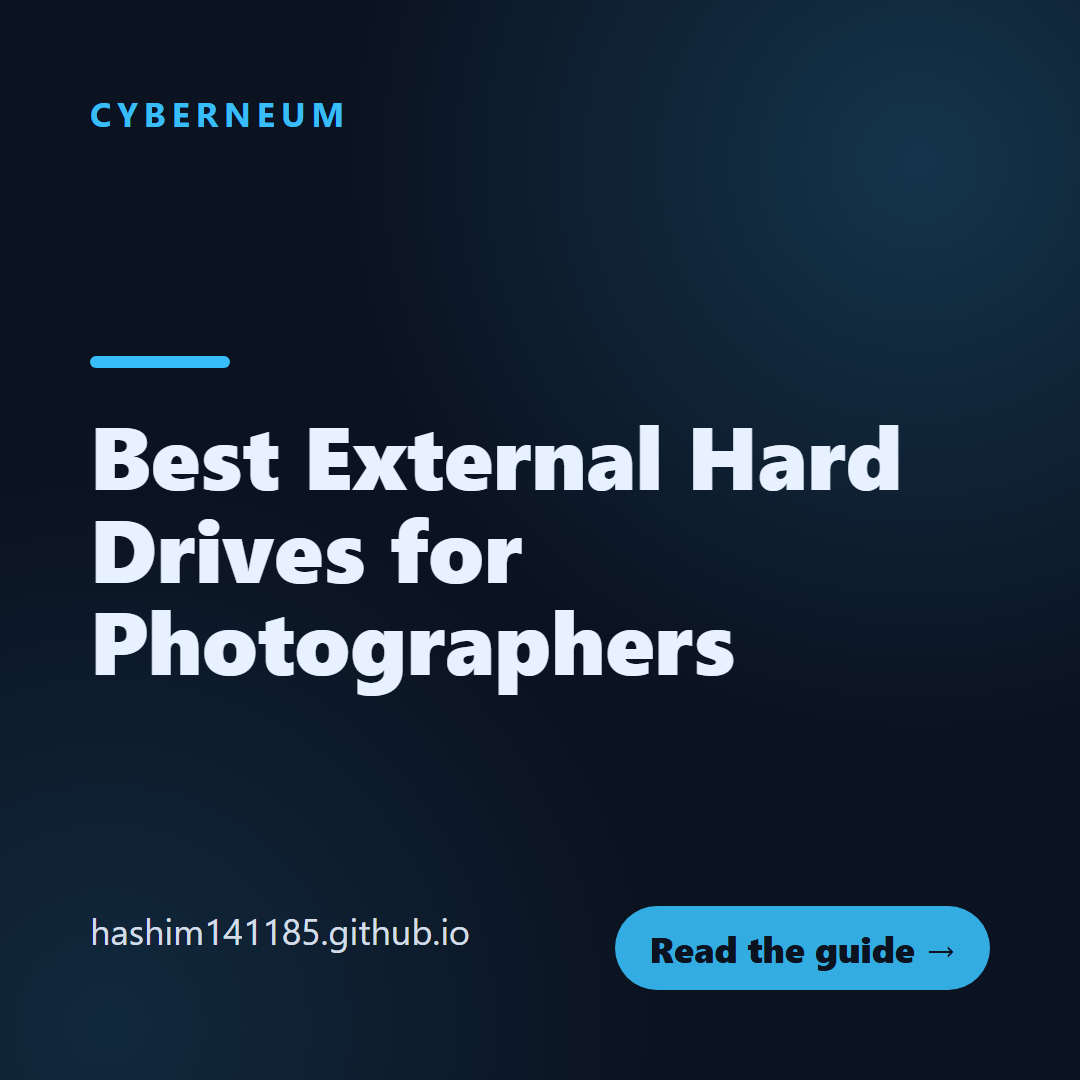 CYBERNEUM
Best External Hard
Drives for
Photographers
hashim141185.github.io
Read the guide →